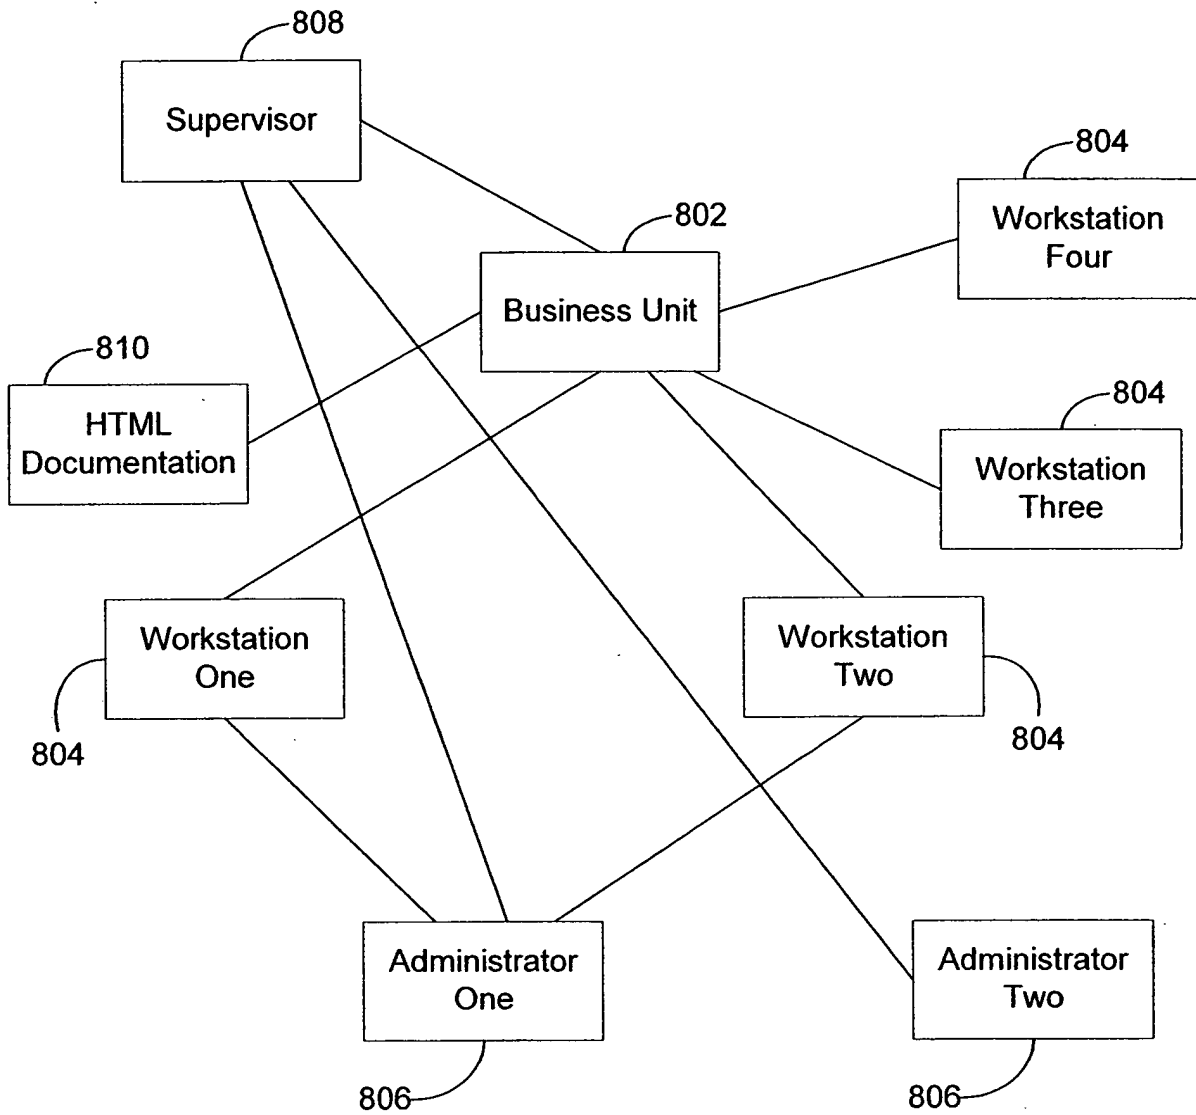 808
Supervisor
804
Workstation
Four
802
Business Unit
810
HTML
Documentation
804
Workstation
Three
Workstation
One
804
Workstation
Two
804
Administrator
One
806
Administrator
Two
806